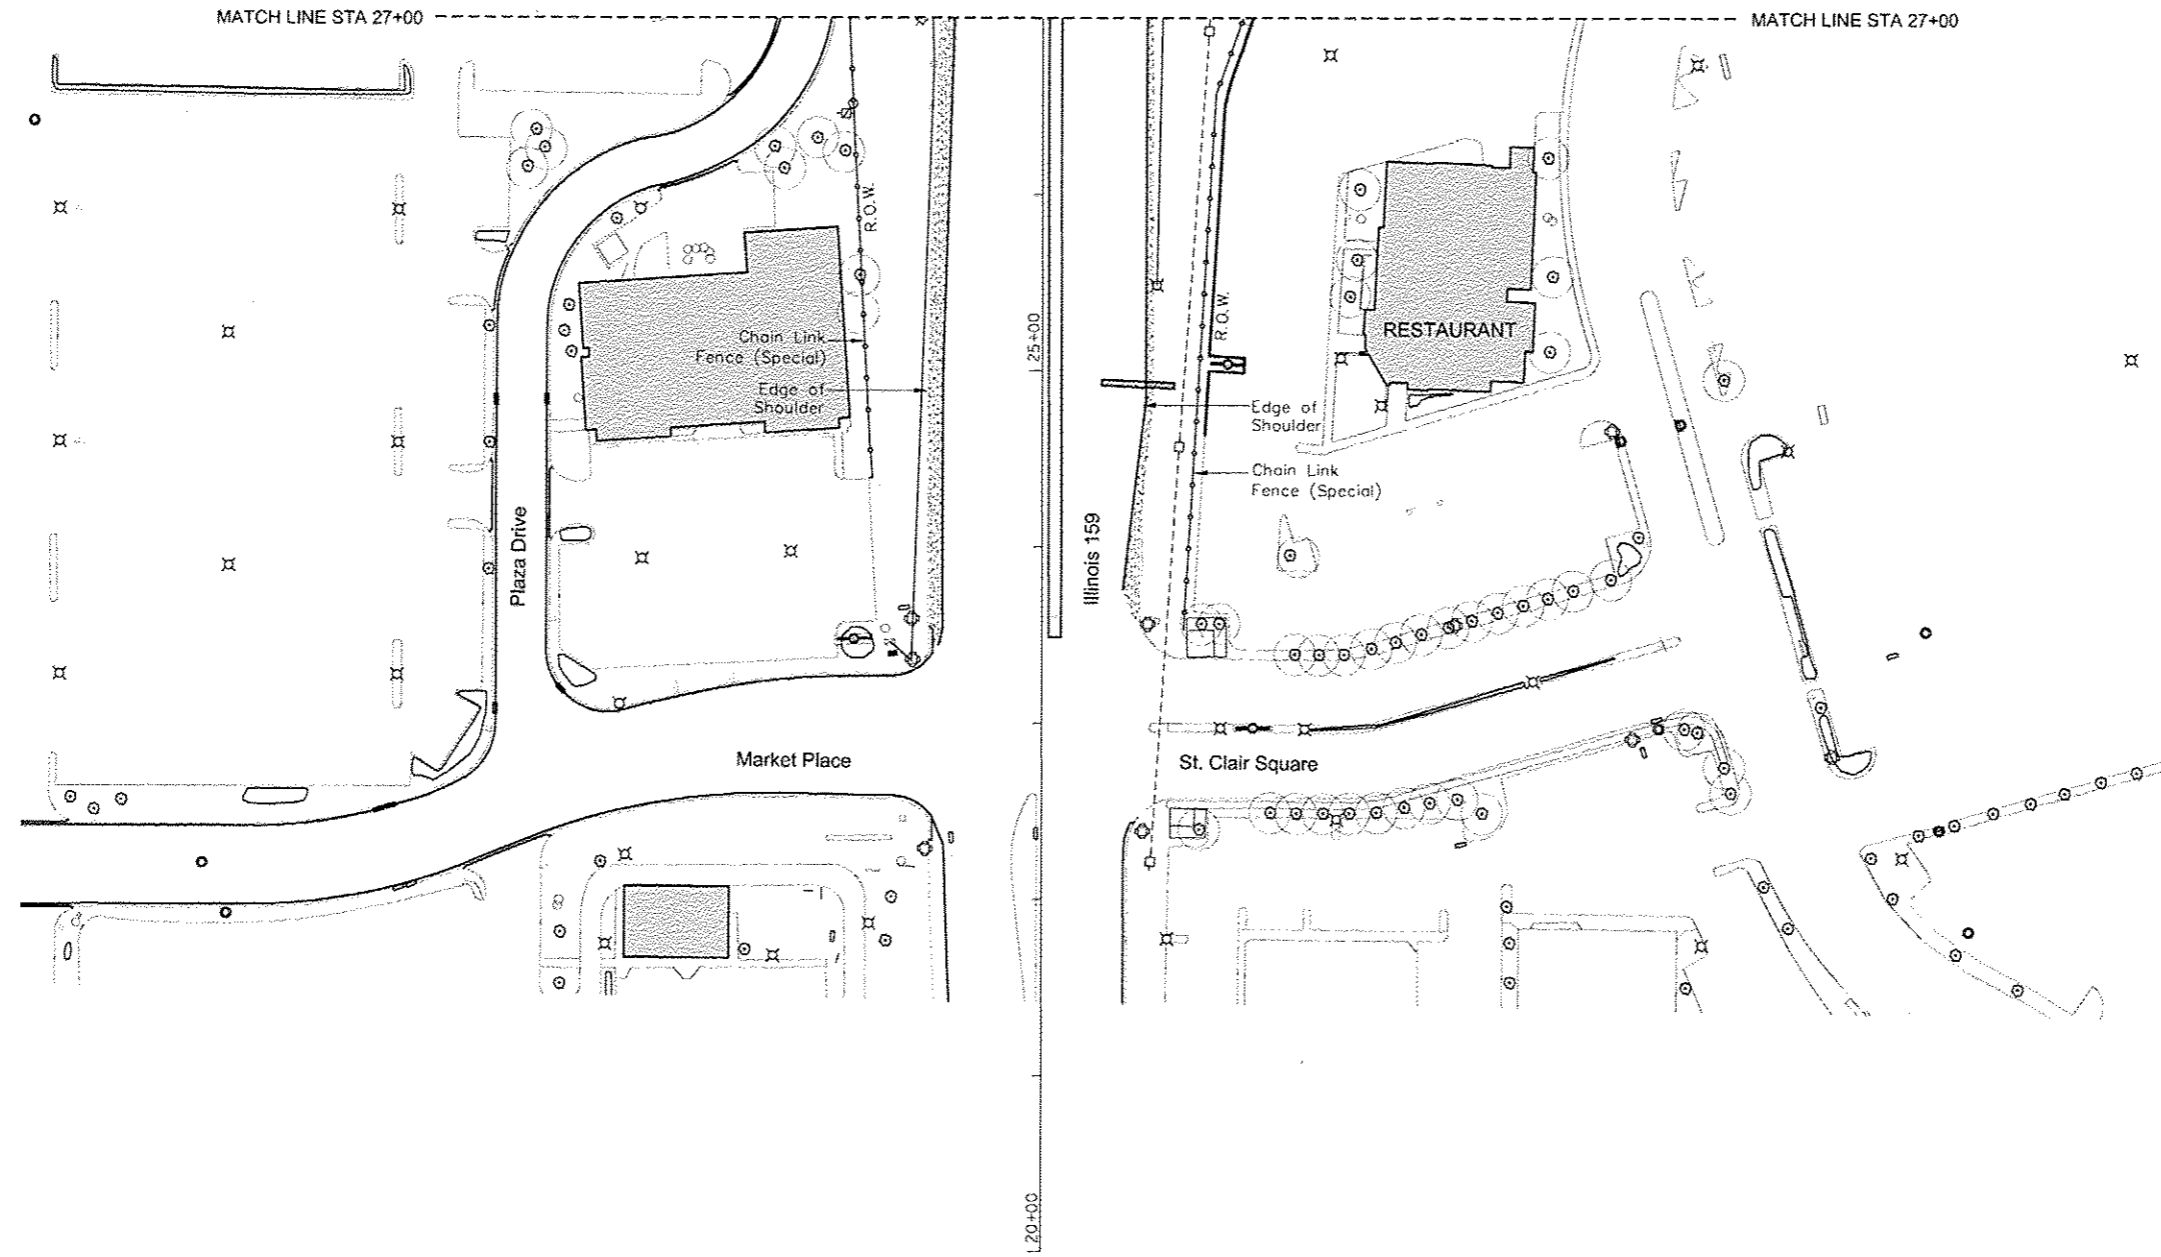 MATCH LINE STA 27+00
MATCH LINE STA 27+00
R.O.W.
R.O.W.
25+00
RESTAURANT
Chain Link
Fence (Special)
Edge of
Shoulder
Edge of
Shoulder
Chain Link
Fence (Special)
Plaza Drive
Illinois 159
Market Place
St. Clair Square
20+00